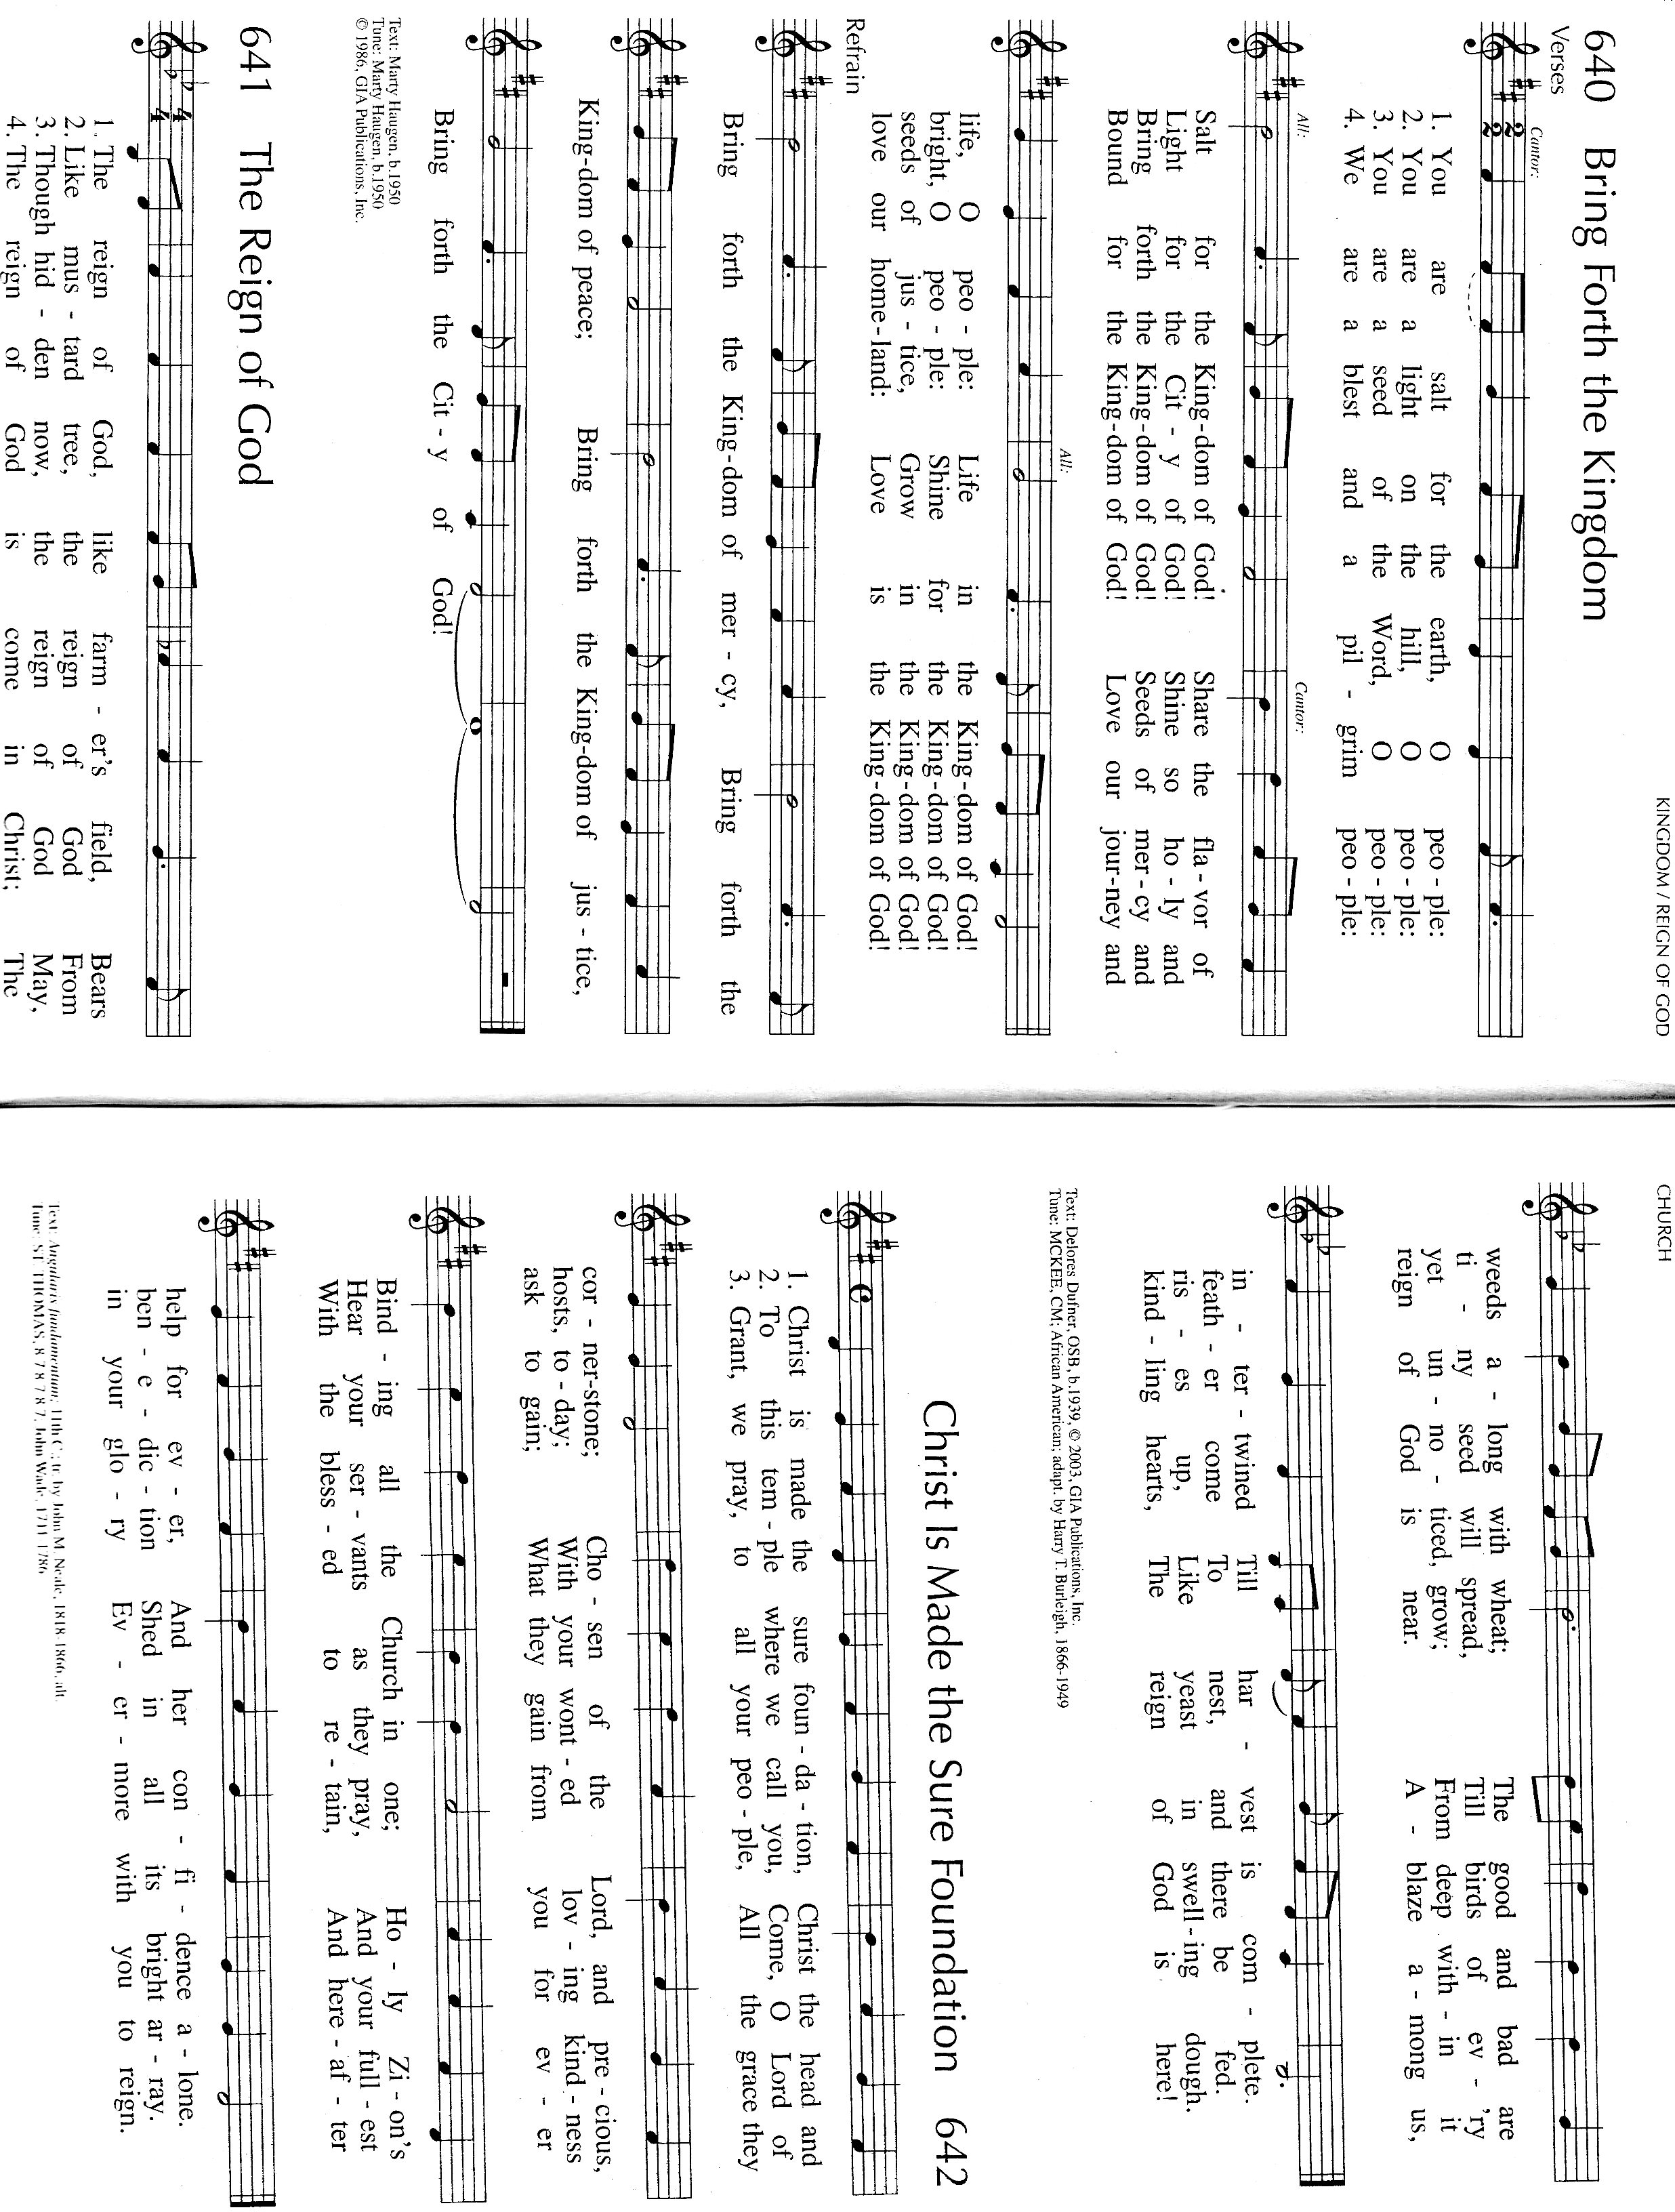 KINGDOM / REIGN OF GOD
640 Bring Forth the Kingdom
Verses
Cantor:
1. You are salt for the earth, O peo - ple:
2. You are a light on the hill, O peo - ple:
3. You are a seed of the Word, O peo - ple:
4. We are a blest and a pil - grim peo - ple:
All: Cantor:
Salt for the King-dom of God! Share the fla - vor of
Light for the Cit - y of God! Shine so ho - ly and
Bring forth the King-dom of God! Seeds of mer - cy and
Bound for the King-dom of God! Love our jour-ney and
All:
life, O peo - ple: Life in the King-dom of God!
bright, O peo - ple: Shine for the King-dom of God!
seeds of jus - tice, Grow in the King-dom of God!
love our home-land: Love is the King-dom of God!
Refrain
Bring forth the King-dom of mer - cy, Bring forth the
King-dom of peace; Bring forth the King-dom of jus - tice,
Bring forth the Cit - y of God!
Text: Marty Haugen, b.1950
Tune: Marty Haugen, b.1950
© 1986, GIA Publications, Inc.
641 The Reign of God
1. The reign of God, like farm - er's field, Bears
2. Like mus - tard tree, the reign of God From
3. Though hid - den now, the reign of God May,
4. The reign of God is come in Christ; The
CHURCH
weeds a - long with wheat; The good and bad are
ti - ny seed will spread, Till birds of ev - 'ry
yet un - no - ticed, grow; From deep with - in it
reign of God is near. A - blaze a - mong us,
in - ter - twined Till har - vest is com - plete.
feath - er come To nest, and there be fed.
ris - es up, Like yeast in swell-ing dough.
kind - ling hearts, The reign of God is here!
Text: Delores Dufner, OSB, b.1939, © 2003, GIA Publications, Inc.
Tune: MCKEE, CM; African American; adapt. by Harry T. Burleigh, 1866-1949
Christ Is Made the Sure Foundation 642
1. Christ is made the sure foun - da - tion, Christ the head and
2. To this tem - ple where we call you, Come, O Lord of
3. Grant, we pray, to all your peo - ple, All the grace they
cor - ner-stone; Cho - sen of the Lord, and pre - cious,
hosts, to - day; With your wont - ed lov - ing kind - ness
ask to gain; What they gain from you for ev - er
Bind - ing all the Church in one; Ho - ly Zi - on's
Hear your ser - vants as they pray, And your full - est
With the bless - ed to re - tain, And here - af - ter
help for ev - er, And her con - fi - dence a - lone.
ben - e - dic - tion Shed in all its bright ar - ray.
in your glo - ry Ev - er - more with you to reign.
Text: Angularis fundamentum; 11th C.; tr. by John M. Neale, 1818-1866, alt.
Tune: ST. THOMAS, 8 7 8 7 8 7; John Wade, 1711-1786